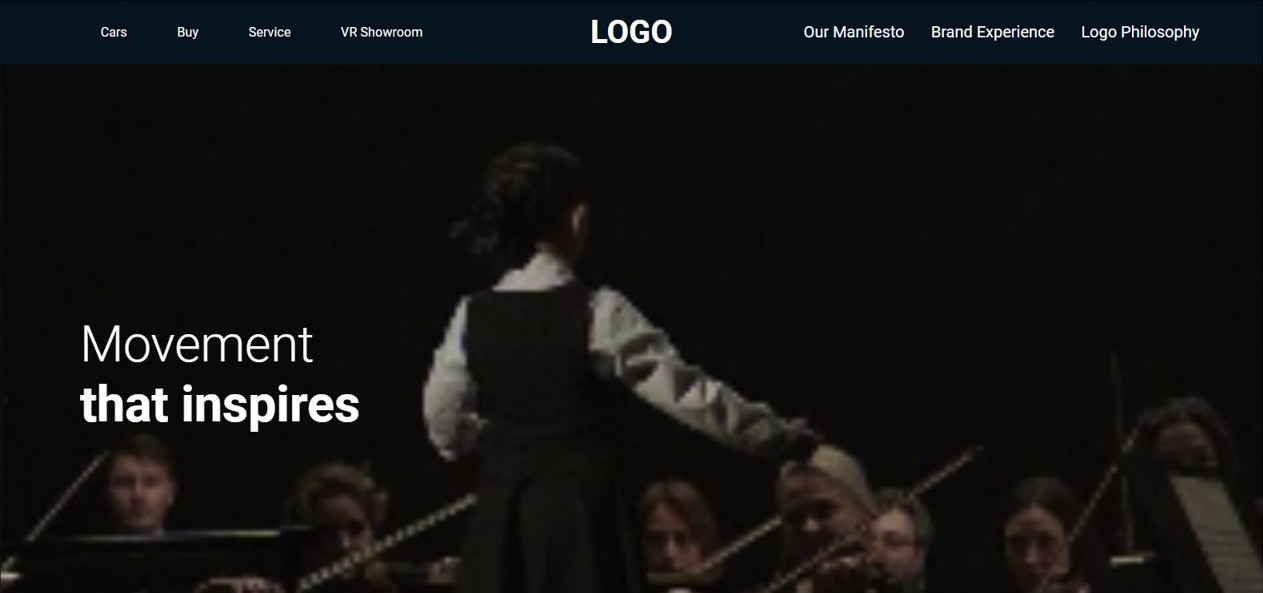 Cars Buy Service VR Showroom LOGO Our Manifesto Brand Experience Logo Philosophy
Movement
that inspires